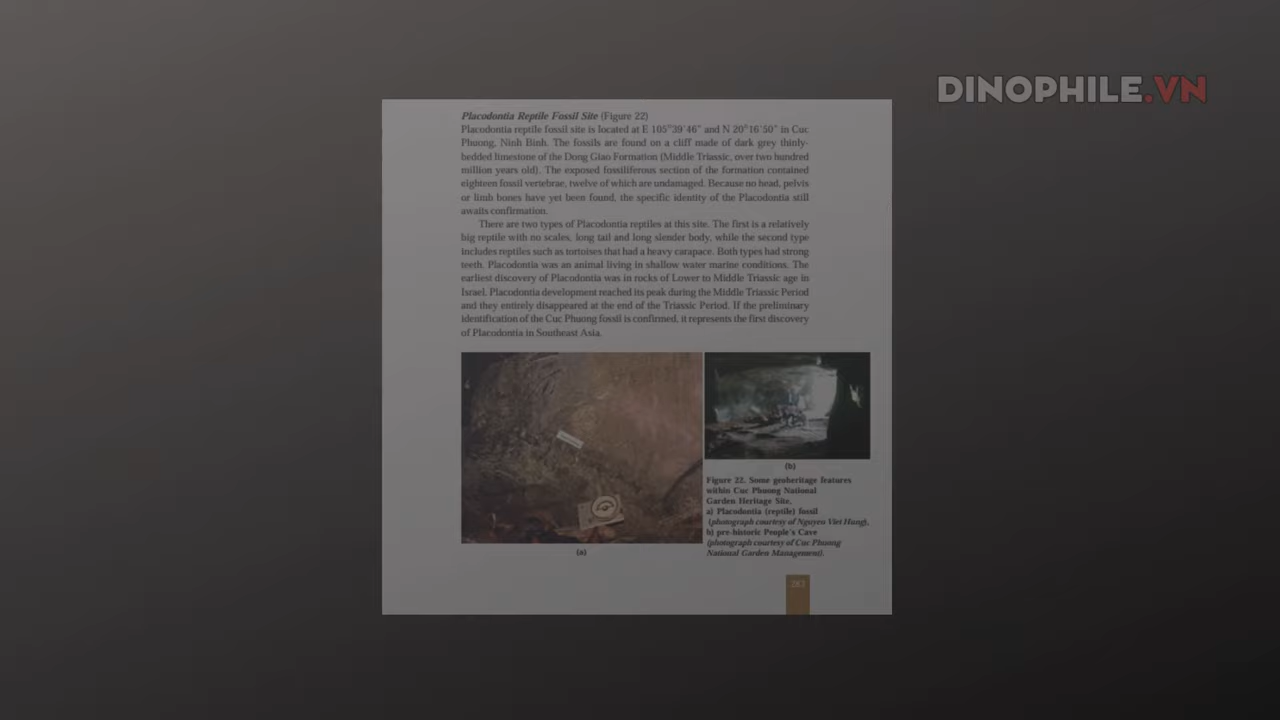 DINOPHILE.VN
Placodontia Reptile Fossil Site (Figure 22)
Placodontia reptile fossil site is located at E 105°39'46" and N 20°16'50" in Cuc
Phuong, Ninh Binh. The fossils are found on a cliff made of dark grey thinly-
bedded limestone of the Dong Giao Formation (Middle Triassic, over two hundred
million years old). The exposed fossiliferous section of the formation contained
eighteen fossil vertebrae, twelve of which are undamaged. Because no head, pelvis
or limb bones have yet been found, the specific identity of the Placodontia still
awaits confirmation.
There are two types of Placodontia reptiles at this site. The first is a relatively
big reptile with no scales, long tail and long slender body, while the second type
includes reptiles such as tortoises that had a heavy carapace. Both types had strong
teeth. Placodontia was an animal living in shallow water marine conditions. The
earliest discovery of Placodontia was in rocks of Lower to Middle Triassic age in
Israel. Placodontia development reached its peak during the Middle Triassic Period
and they entirely disappeared at the end of the Triassic Period. If the preliminary
identification of the Cuc Phuong fossil is confirmed, it represents the first discovery
of Placodontia in Southeast Asia.
(b)
Figure 22. Some geoheritage features
within Cuc Phuong National
Garden Heritage Site.
a) Placodontia (reptile) fossil
(photograph courtesy of Nguyen Viet Hung),
b) pre-historic People's Cave
(photograph courtesy of Cuc Phuong
National Garden Management).
(a)